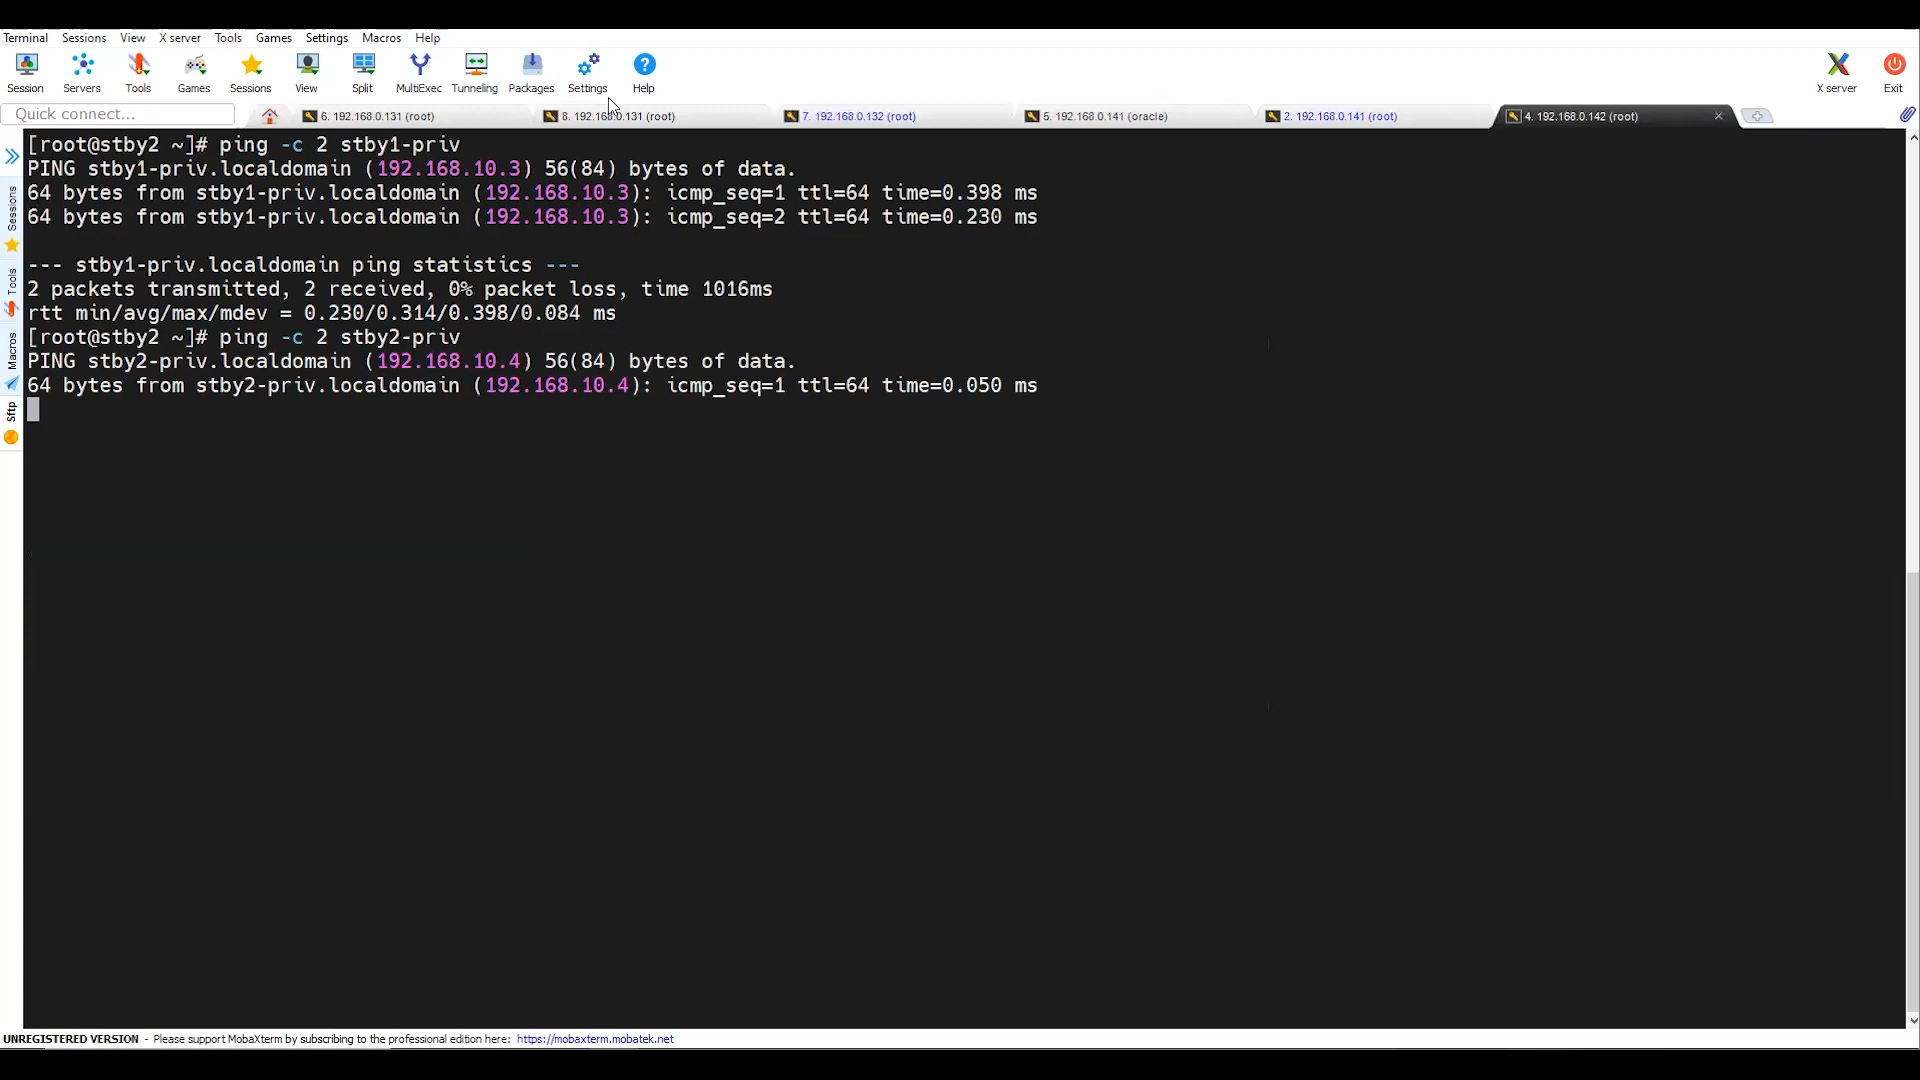 Terminal Sessions View X server Tools Games Settings Macros Help
Session Servers Tools Games Sessions View Split MultiExec Tunneling Packages Settings Help X server Exit
Quick connect... 6. 192.168.0.131 (root) 8. 192.168.0.131 (root) 7. 192.168.0.132 (root) 5. 192.168.0.141 (oracle) 2. 192.168.0.141 (root) 4. 192.168.0.142 (root)
Sessions
Tools
Macros
Sftp
[root@stby2 ~]# ping -c 2 stby1-priv
PING stby1-priv.localdomain (192.168.10.3) 56(84) bytes of data.
64 bytes from stby1-priv.localdomain (192.168.10.3): icmp_seq=1 ttl=64 time=0.398 ms
64 bytes from stby1-priv.localdomain (192.168.10.3): icmp_seq=2 ttl=64 time=0.230 ms
--- stby1-priv.localdomain ping statistics ---
2 packets transmitted, 2 received, 0% packet loss, time 1016ms
rtt min/avg/max/mdev = 0.230/0.314/0.398/0.084 ms
[root@stby2 ~]# ping -c 2 stby2-priv
PING stby2-priv.localdomain (192.168.10.4) 56(84) bytes of data.
64 bytes from stby2-priv.localdomain (192.168.10.4): icmp_seq=1 ttl=64 time=0.050 ms
UNREGISTERED VERSION - Please support MobaXterm by subscribing to the professional edition here: https://mobaxterm.mobatek.net